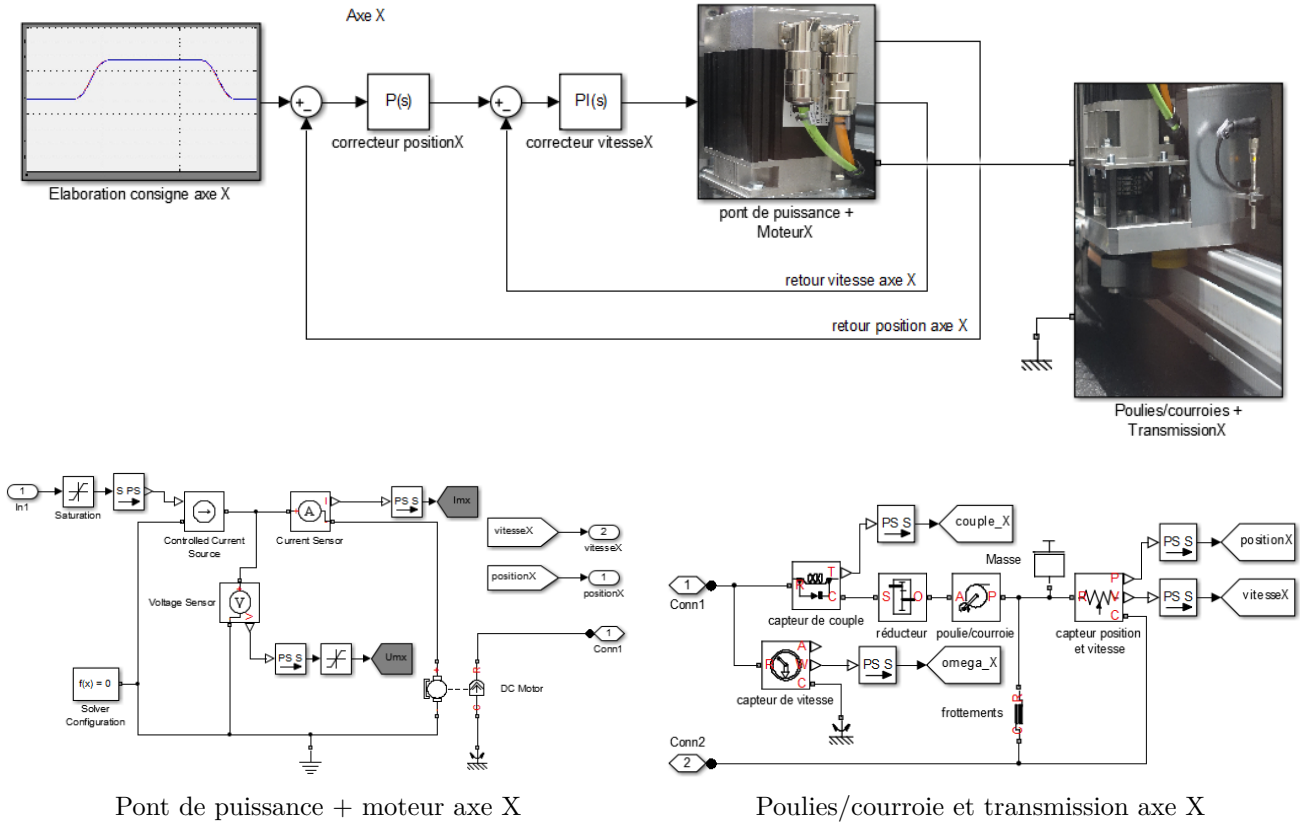 Axe X
+
−
P(s)
correcteur positionX
+
−
PI(s)
correcteur vitesseX
Elaboration consigne axe X
pont de puissance +
MoteurX
retour vitesse axe X
retour position axe X
Poulies/courroies +
TransmissionX
1
In1
Saturation
S PS
Controlled Current
Source
I
A
Current Sensor
PS S
Imx
Voltage Sensor
V
V
PS S
Umx
f(x) = 0
Solver
Configuration
vitesseX
2
vitesseX
positionX
1
positionX
1
Conn1
R
C
DC Motor
Pont de puissance + moteur axe X
1
Conn1
R
T
C
capteur de couple
PS S
couple_X
S
O
réducteur
A
P
poulie/courroie
Masse
R
P
V
C
capteur position
et vitesse
PS S
positionX
PS S
vitesseX
R
A
W
C
capteur de vitesse
PS S
omega_X
frottements
R
C
Conn2
2
Poulies/courroie et transmission axe X